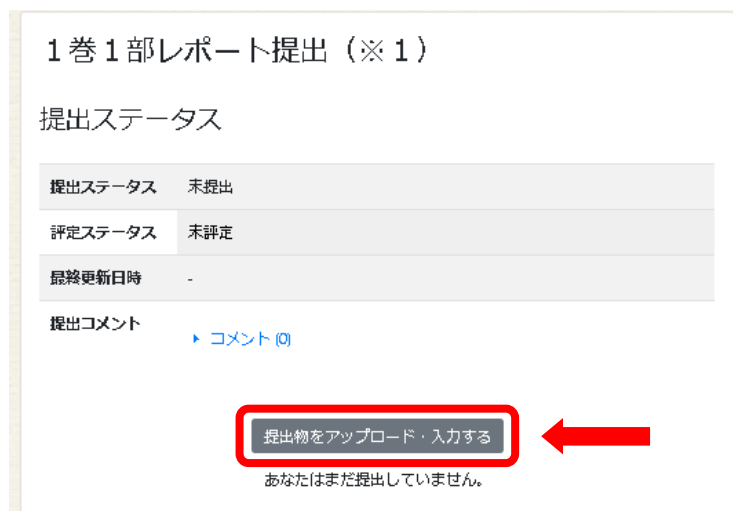 １巻１部レポート提出（※１）
提出ステータス
提出ステータス 未提出
評定ステータス 未評定
最終更新日時 -
提出コメント
コメント (0)
提出物をアップロード・入力する
あなたはまだ提出していません。